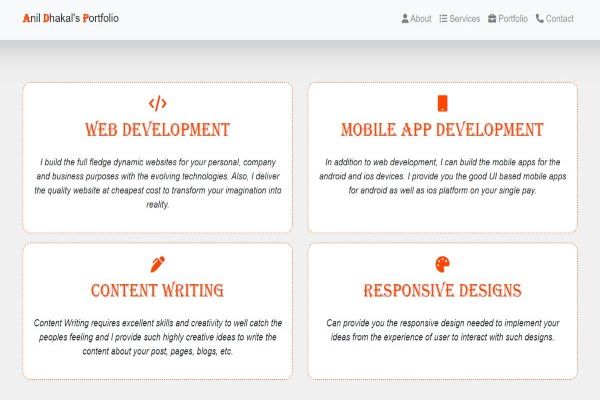 Anil Dhakal's Portfolio
About Services Portfolio Contact
WEB DEVELOPMENT
I build the full fledge dynamic websites for your personal, company
and business purposes with the evolving technologies. Also, I deliver
the quality website at cheapest cost to transform your imagination into
reality.
MOBILE APP DEVELOPMENT
In addition to web development, I can build the mobile apps for the
android and ios devices. I provide you the good UI based mobile apps
for android as well as ios platform on your single pay.
CONTENT WRITING
Content Writing requires excellent skills and creativity to well catch the
peoples feeling and I provide such highly creative ideas to write the
content about your post, pages, blogs, etc.
RESPONSIVE DESIGNS
Can provide you the responsive design needed to implement your
ideas from the experience of user to interact with such designs.